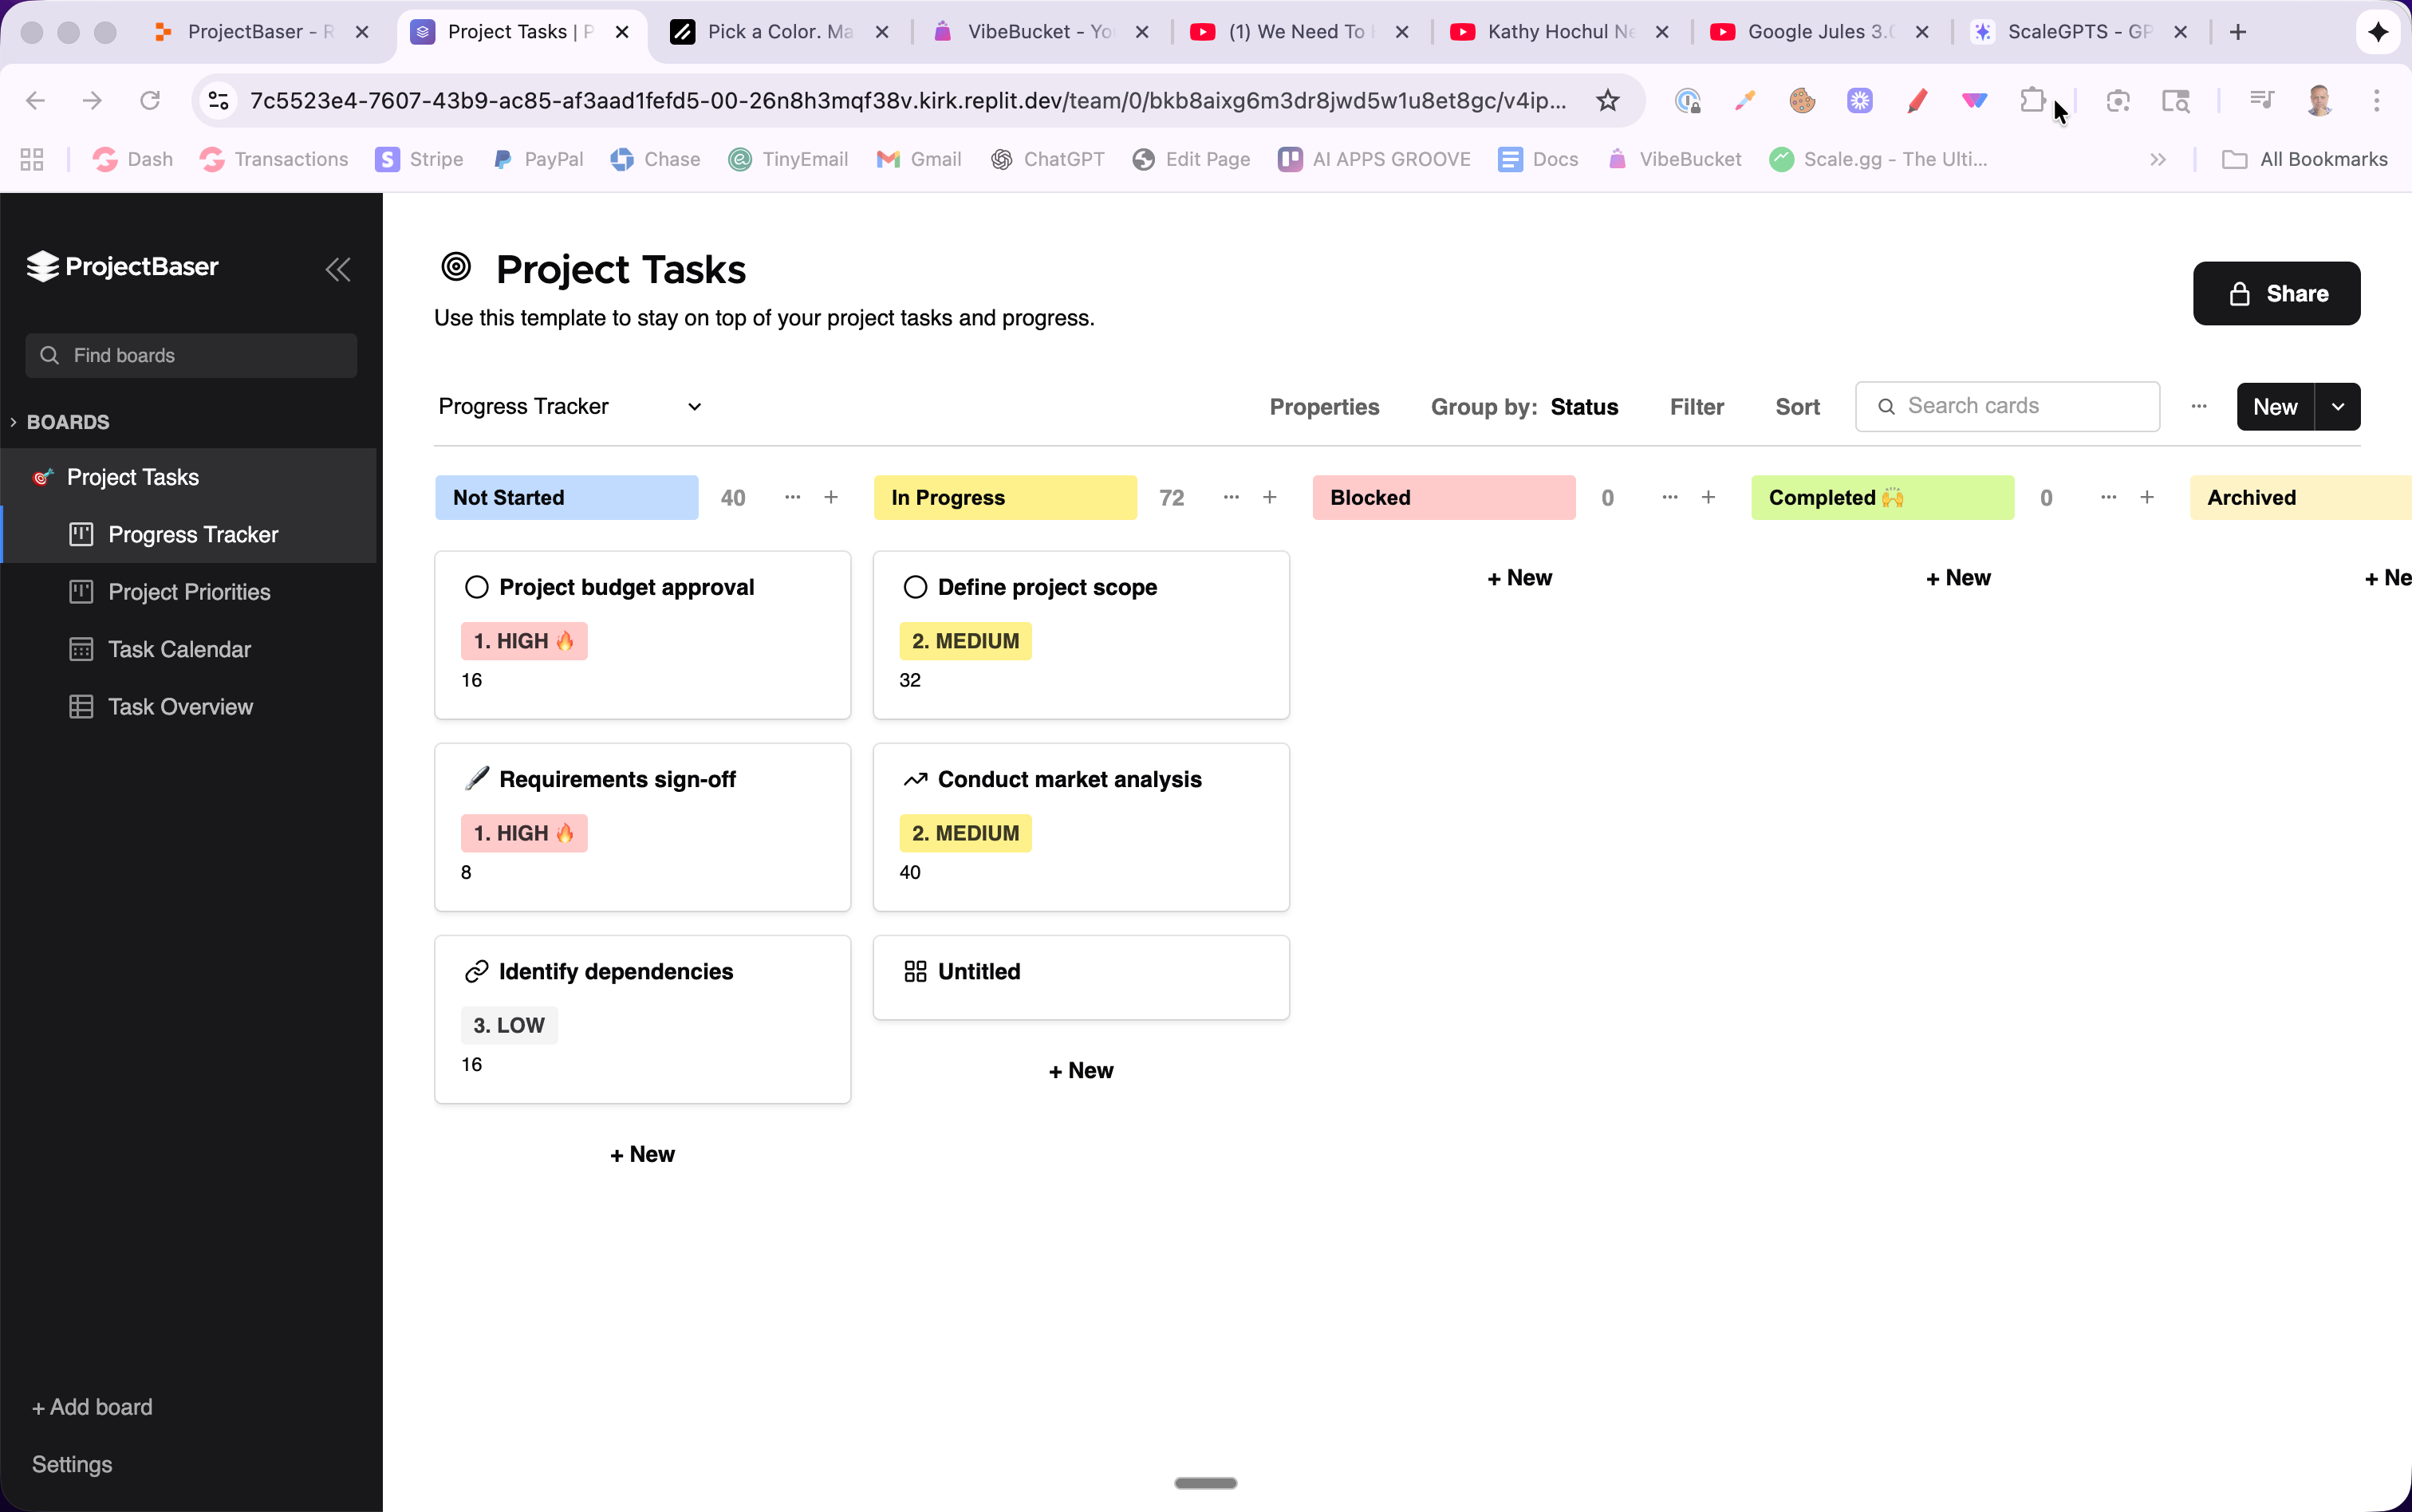 ProjectBaser - R
Project Tasks | P
Pick a Color. Ma
VibeBucket - Yo
(1) We Need To
Kathy Hochul Ne
Google Jules 3.0
ScaleGPTS - GP
7c5523e4-7607-43b9-ac85-af3aad1fefd5-00-26n8h3mqf38v.kirk.replit.dev/team/0/bkb8aixg6m3dr8jwd5w1u8et8gc/v4ip...
Dash
Transactions
Stripe
PayPal
Chase
TinyEmail
Gmail
ChatGPT
Edit Page
AI APPS GROOVE
Docs
VibeBucket
Scale.gg - The Ulti...
All Bookmarks
ProjectBaser
Find boards
BOARDS
Project Tasks
Progress Tracker
Project Priorities
Task Calendar
Task Overview
+ Add board
Settings
Project Tasks
Use this template to stay on top of your project tasks and progress.
Share
Progress Tracker
Properties
Group by: Status
Filter
Sort
Search cards
New
Not Started 40
In Progress 72
Blocked 0
Completed 🙌 0
Archived
Project budget approval
1. HIGH 🔥
16
Requirements sign-off
1. HIGH 🔥
8
Identify dependencies
3. LOW
16
+ New
Define project scope
2. MEDIUM
32
Conduct market analysis
2. MEDIUM
40
Untitled
+ New
+ New
+ New
+ Ne